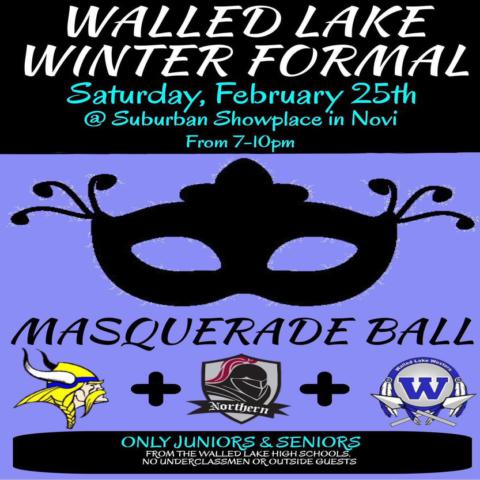 WALLED LAKE
WINTER FORMAL
Saturday, February 25th
@ Suburban Showplace in Novi
From 7-10pm
MASQUERADE BALL
+
Northern
+
Walled Lake Western
W
ONLY JUNIORS & SENIORS
FROM THE WALLED LAKE HIGH SCHOOLS.
NO UNDERCLASSMEN OR OUTSIDE GUESTS